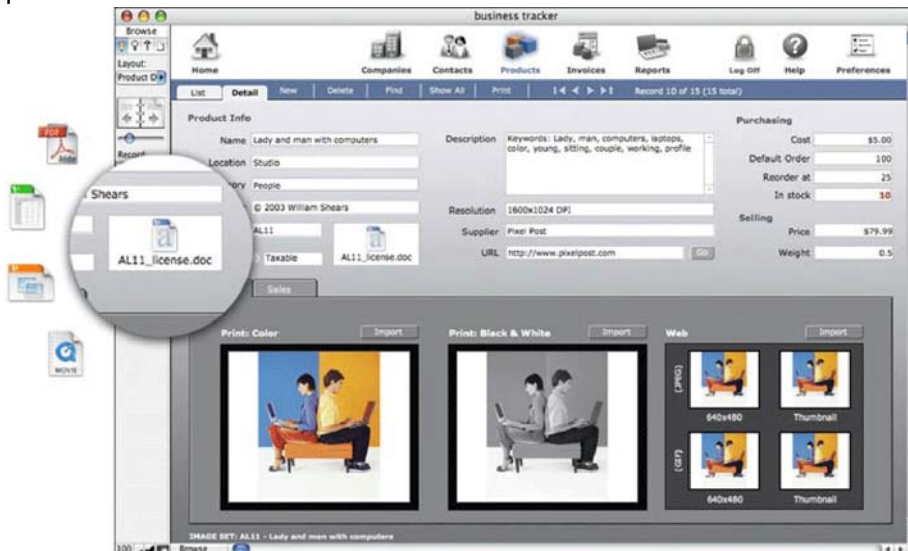 business tracker
Browse
Layout:
Product D
Record
Home
Companies
Contacts
Products
Invoices
Reports
Log Off
Help
Preferences
List
Detail
New
Delete
Find
Show All
Print
Record 10 of 15 (15 total)
Product Info
Name Lady and man with computers
Location Studio
People
© 2003 William Shears
AL11
Taxable
AL11_license.doc
Description Keywords: Lady, man, computers, laptops,
color, young, sitting, couple, working, profile
Resolution 1600x1024 DPI
Supplier Pixel Post
URL http://www.pixelpost.com Go
Purchasing
Cost $5.00
Default Order 100
Reorder at 25
In stock 10
Selling
Price $79.99
Weight 0.5
PDF
Adobe
Shears
AL11_license.doc
MOVIE
Sales
Print: Color Import
Print: Black & White Import
Web Import
(JPEG)
640x480 Thumbnail
(GIF)
640x480 Thumbnail
IMAGE SET: AL11 - Lady and man with computers
100 Browse